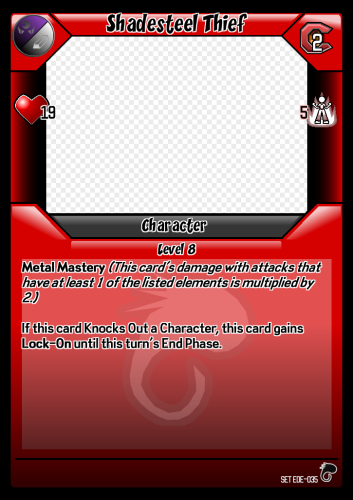 Shadesteel Thief
2
19
5
Character
Level 8
Metal Mastery (This card's damage with attacks that
have at least 1 of the listed elements is multiplied by
2.)
If this card Knocks Out a Character, this card gains
Lock-On until this turn's End Phase.
SET EDE-035